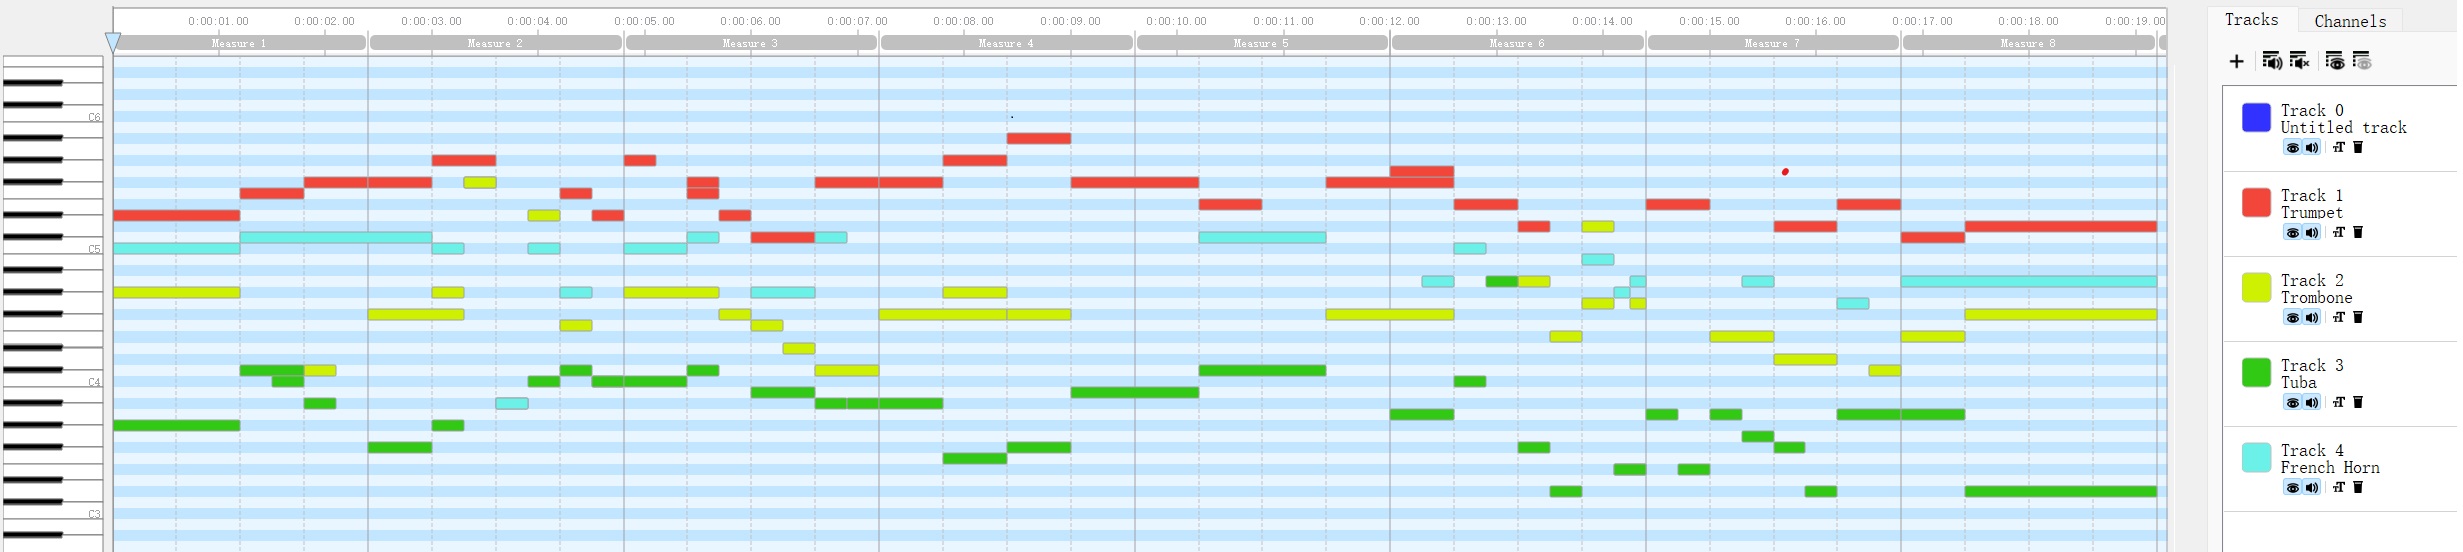 0:00:01.00 0:00:02.00 0:00:03.00 0:00:04.00 0:00:05.00 0:00:06.00 0:00:07.00 0:00:08.00 0:00:09.00 0:00:10.00 0:00:11.00 0:00:12.00 0:00:13.00 0:00:14.00 0:00:15.00 0:00:16.00 0:00:17.00 0:00:18.00 0:00:19.00
Measure 1 Measure 2 Measure 3 Measure 4 Measure 5 Measure 6 Measure 7 Measure 8
C6
C5
C4
C3
Tracks Channels
Track 0
Untitled track
Track 1
Trumpet
Track 2
Trombone
Track 3
Tuba
Track 4
French Horn